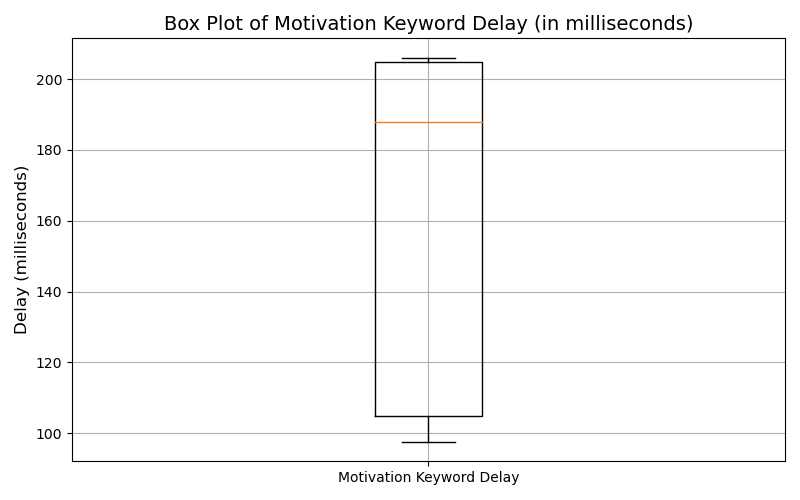 Box Plot of Motivation Keyword Delay (in milliseconds)
Delay (milliseconds)
200
180
160
140
120
100
Motivation Keyword Delay